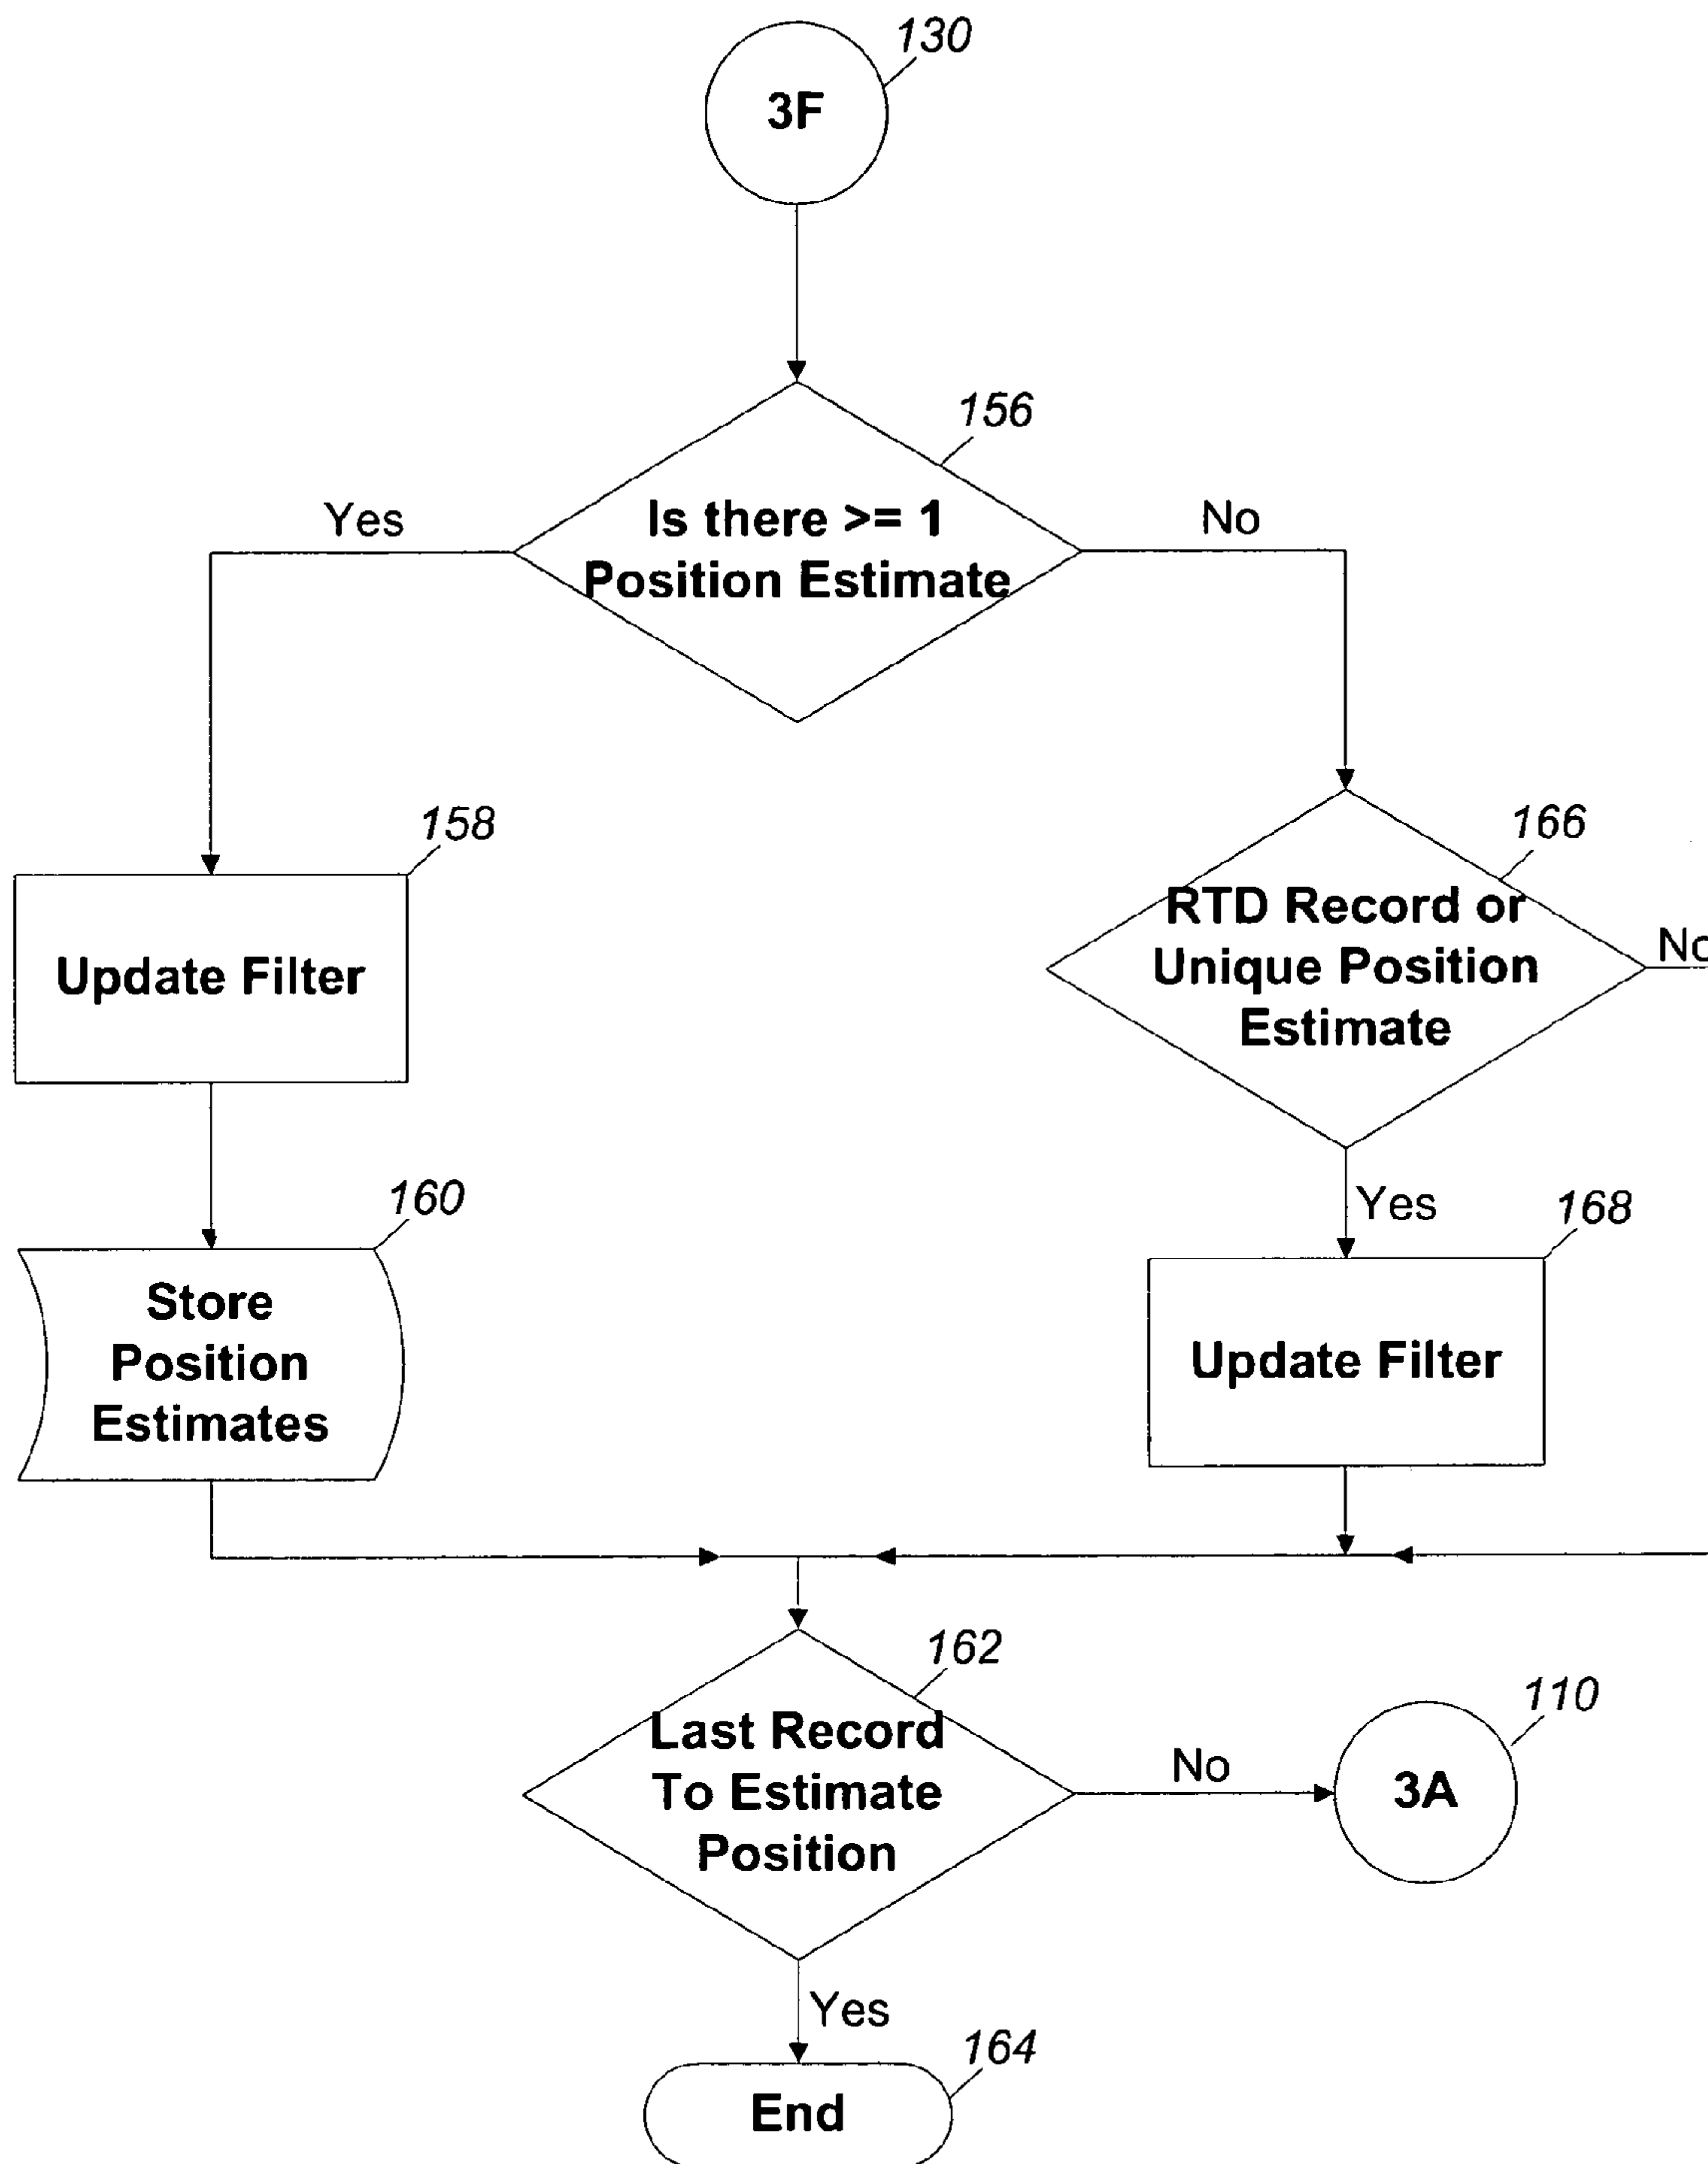 130
3F
156
Yes
Is there >= 1
Position Estimate
No
158
Update Filter
166
RTD Record or
Unique Position
Estimate
No
Yes
160
Store
Position
Estimates
168
Update Filter
162
Last Record
To Estimate
Position
No
110
3A
Yes
164
End